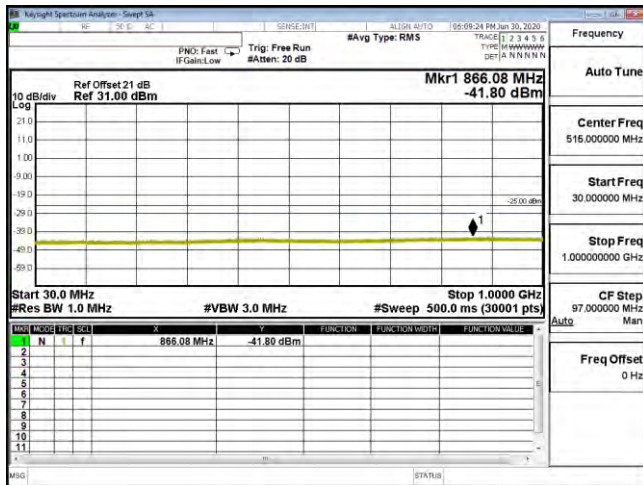 Keysight Spectrum Analyzer - Swept SA
RF 50 Ω AC SENSE:INT ALIGN AUTO 05:09:24 PM Jun 30, 2020
#Avg Type: RMS TRACE 1 2 3 4 5 6
PNO: Fast Trig: Free Run TYPE M WWWWW
IFGain:Low #Atten: 20 dB DET A N N N N N
Mkr1 866.08 MHz
-41.80 dBm
Ref Offset 21 dB
10 dB/div Ref 31.00 dBm
Log
21.0
11.0
1.00
-9.00
-19.0
-25.00 dBm
-29.0
-39.0
1
-49.0
-59.0
Start 30.0 MHz Stop 1.0000 GHz
#Res BW 1.0 MHz #VBW 3.0 MHz #Sweep 500.0 ms (30001 pts)
MKR MODE TRC SCL X Y FUNCTION FUNCTION WIDTH FUNCTION VALUE
1 N 1 f 866.08 MHz -41.80 dBm
2
3
4
5
6
7
8
9
10
11
MSG STATUS
Frequency
Auto Tune
Center Freq
515.000000 MHz
Start Freq
30.000000 MHz
Stop Freq
1.000000000 GHz
CF Step
97.000000 MHz
Auto Man
Freq Offset
0 Hz